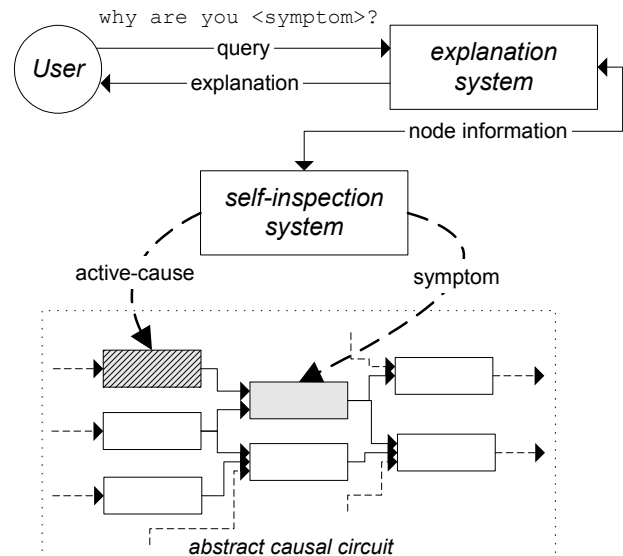 why are you <symptom>?
User
query
explanation
explanation
system
node information
self-inspection
system
active-cause
symptom
abstract causal circuit